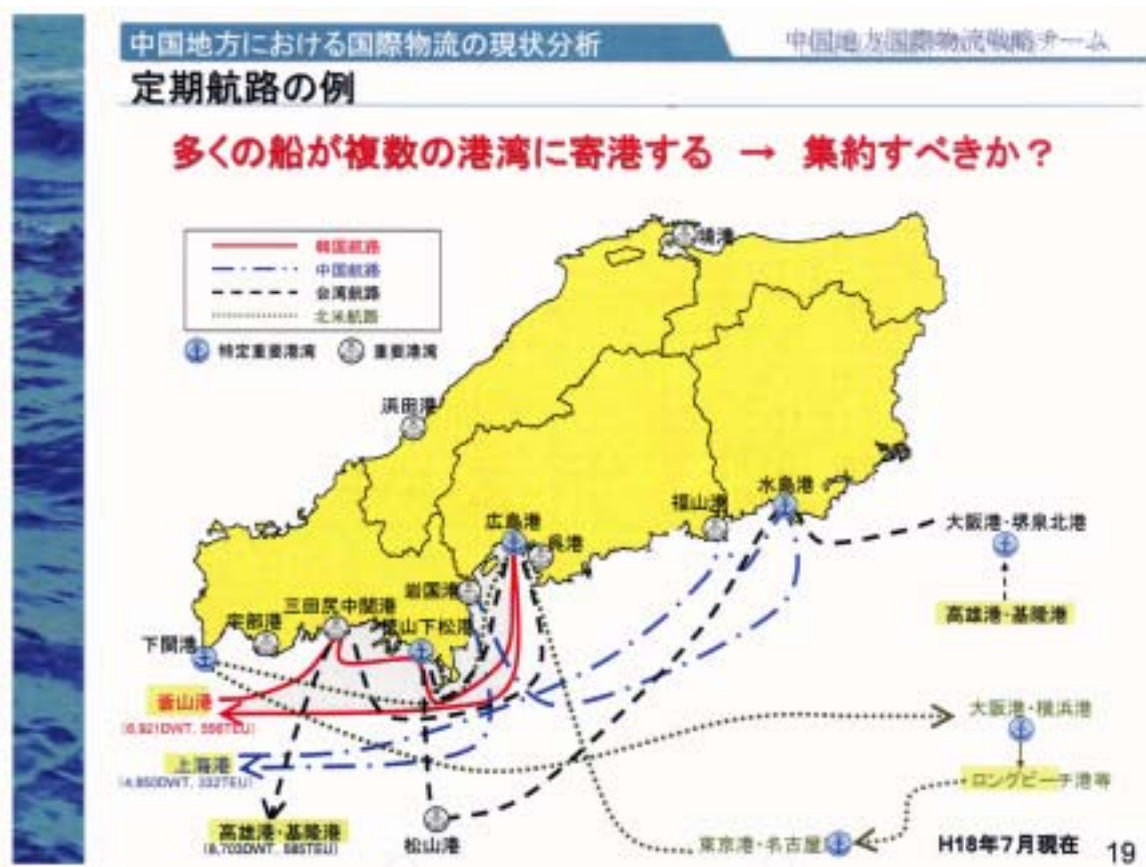 中国地方における国際物流の現状分析
中国地方国際物流戦略チーム
定期航路の例
多くの船が複数の港湾に寄港する → 集約すべきか？
韓国航路
中国航路
台湾航路
北米航路
特定重要港湾
重要港湾
境港
浜田港
福山港
水島港
広島港
呉港
大阪港・堺泉北港
岩国港
三田尻中関港
宇部港
徳山下松港
高雄港・基隆港
下関港
釜山港
(6,921DWT, 556TEU)
大阪港・横浜港
上海港
(4,850DWT, 332TEU)
ロングビーチ港等
高雄港・基隆港
(8,703DWT, 585TEU)
松山港
東京港・名古屋
H18年7月現在
19